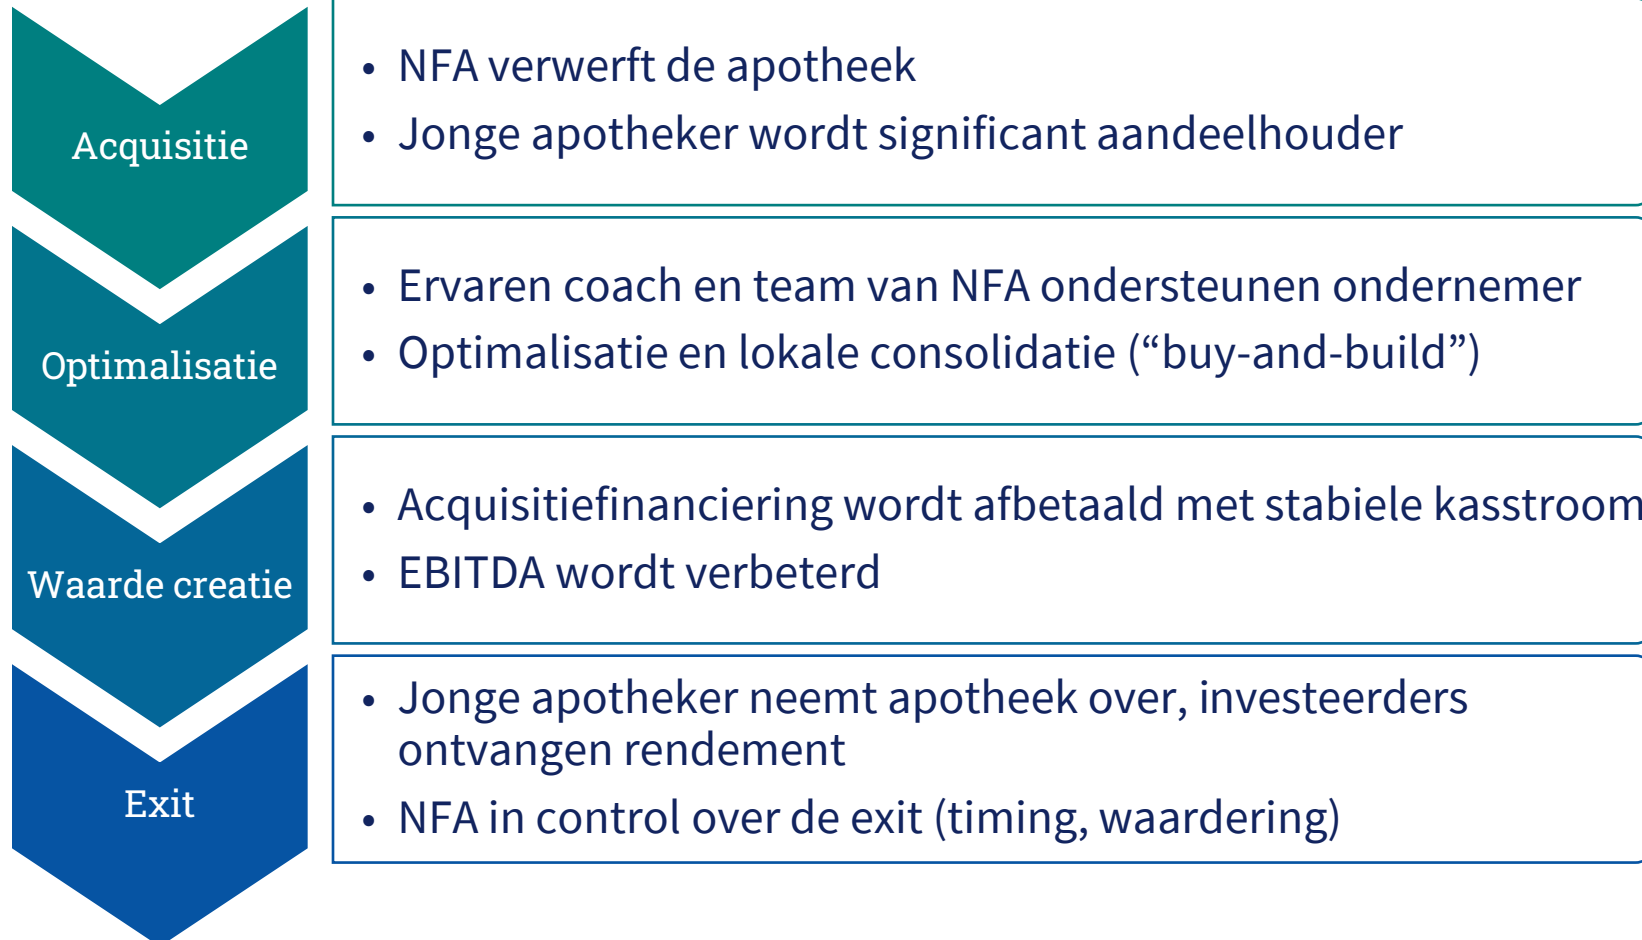 Acquisitie
• NFA verwerft de apotheek
• Jonge apotheker wordt significant aandeelhouder
Optimalisatie
• Ervaren coach en team van NFA ondersteunen ondernemer
• Optimalisatie en lokale consolidatie (“buy-and-build”)
Waarde creatie
• Acquisitiefinanciering wordt afbetaald met stabiele kasstroom
• EBITDA wordt verbeterd
Exit
• Jonge apotheker neemt apotheek over, investeerders
ontvangen rendement
• NFA in control over de exit (timing, waardering)